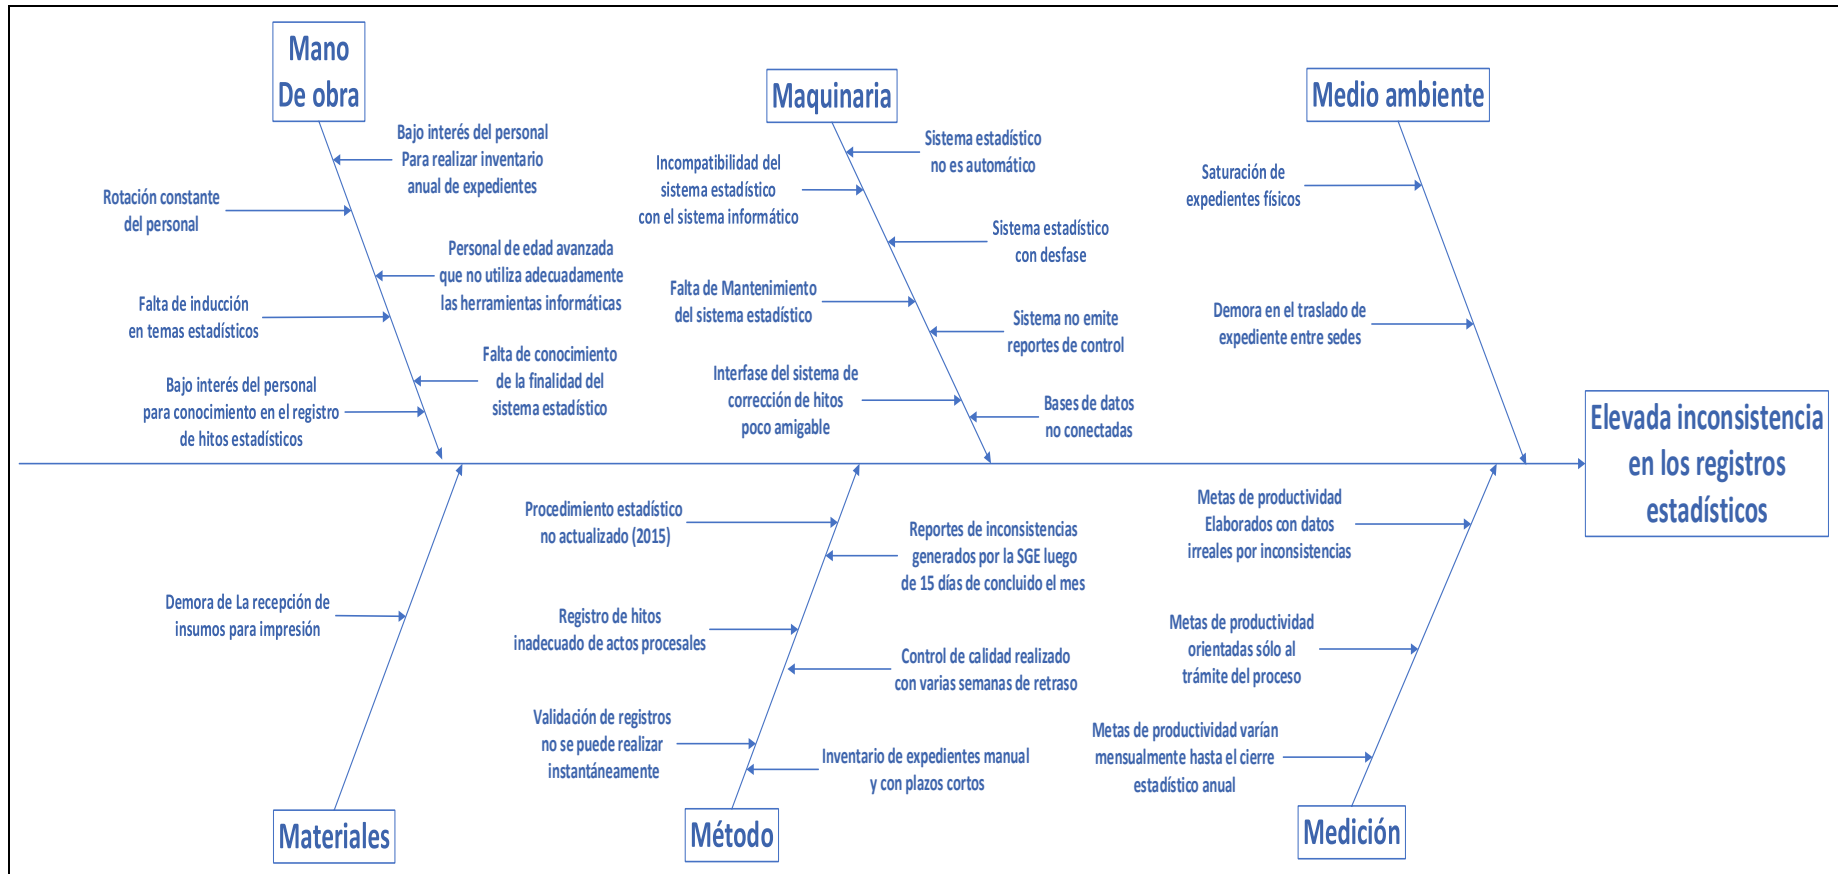 Mano
De obra
Bajo interés del personal
Para realizar inventario
anual de expedientes
Rotación constante
del personal
Personal de edad avanzada
que no utiliza adecuadamente
las herramientas informáticas
Falta de inducción
en temas estadísticos
Falta de conocimiento
de la finalidad del
sistema estadístico
Bajo interés del personal
para conocimiento en el registro
de hitos estadísticos
Maquinaria
Sistema estadístico
no es automático
Incompatibilidad del
sistema estadístico
con el sistema informático
Sistema estadístico
con desfase
Falta de Mantenimiento
del sistema estadístico
Sistema no emite
reportes de control
Interfase del sistema de
corrección de hitos
poco amigable
Bases de datos
no conectadas
Medio ambiente
Saturación de
expedientes físicos
Demora en el traslado de
expediente entre sedes
Elevada inconsistencia
en los registros
estadísticos
Demora de La recepción de
insumos para impresión
Materiales
Procedimiento estadístico
no actualizado (2015)
Reportes de inconsistencias
generados por la SGE luego
de 15 días de concluido el mes
Registro de hitos
inadecuado de actos procesales
Control de calidad realizado
con varias semanas de retraso
Validación de registros
no se puede realizar
instantáneamente
Inventario de expedientes manual
y con plazos cortos
Método
Metas de productividad
Elaborados con datos
irreales por inconsistencias
Metas de productividad
orientadas sólo al
trámite del proceso
Metas de productividad varían
mensualmente hasta el cierre
estadístico anual
Medición